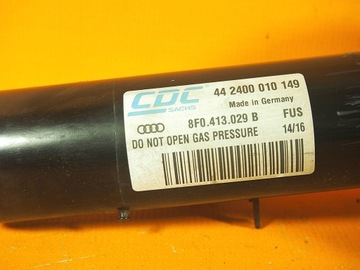 CDC
SACHS
44 2400 010 149
Made in Germany
8F0.413.029 B
FUS
DO NOT OPEN GAS PRESSURE
14/16